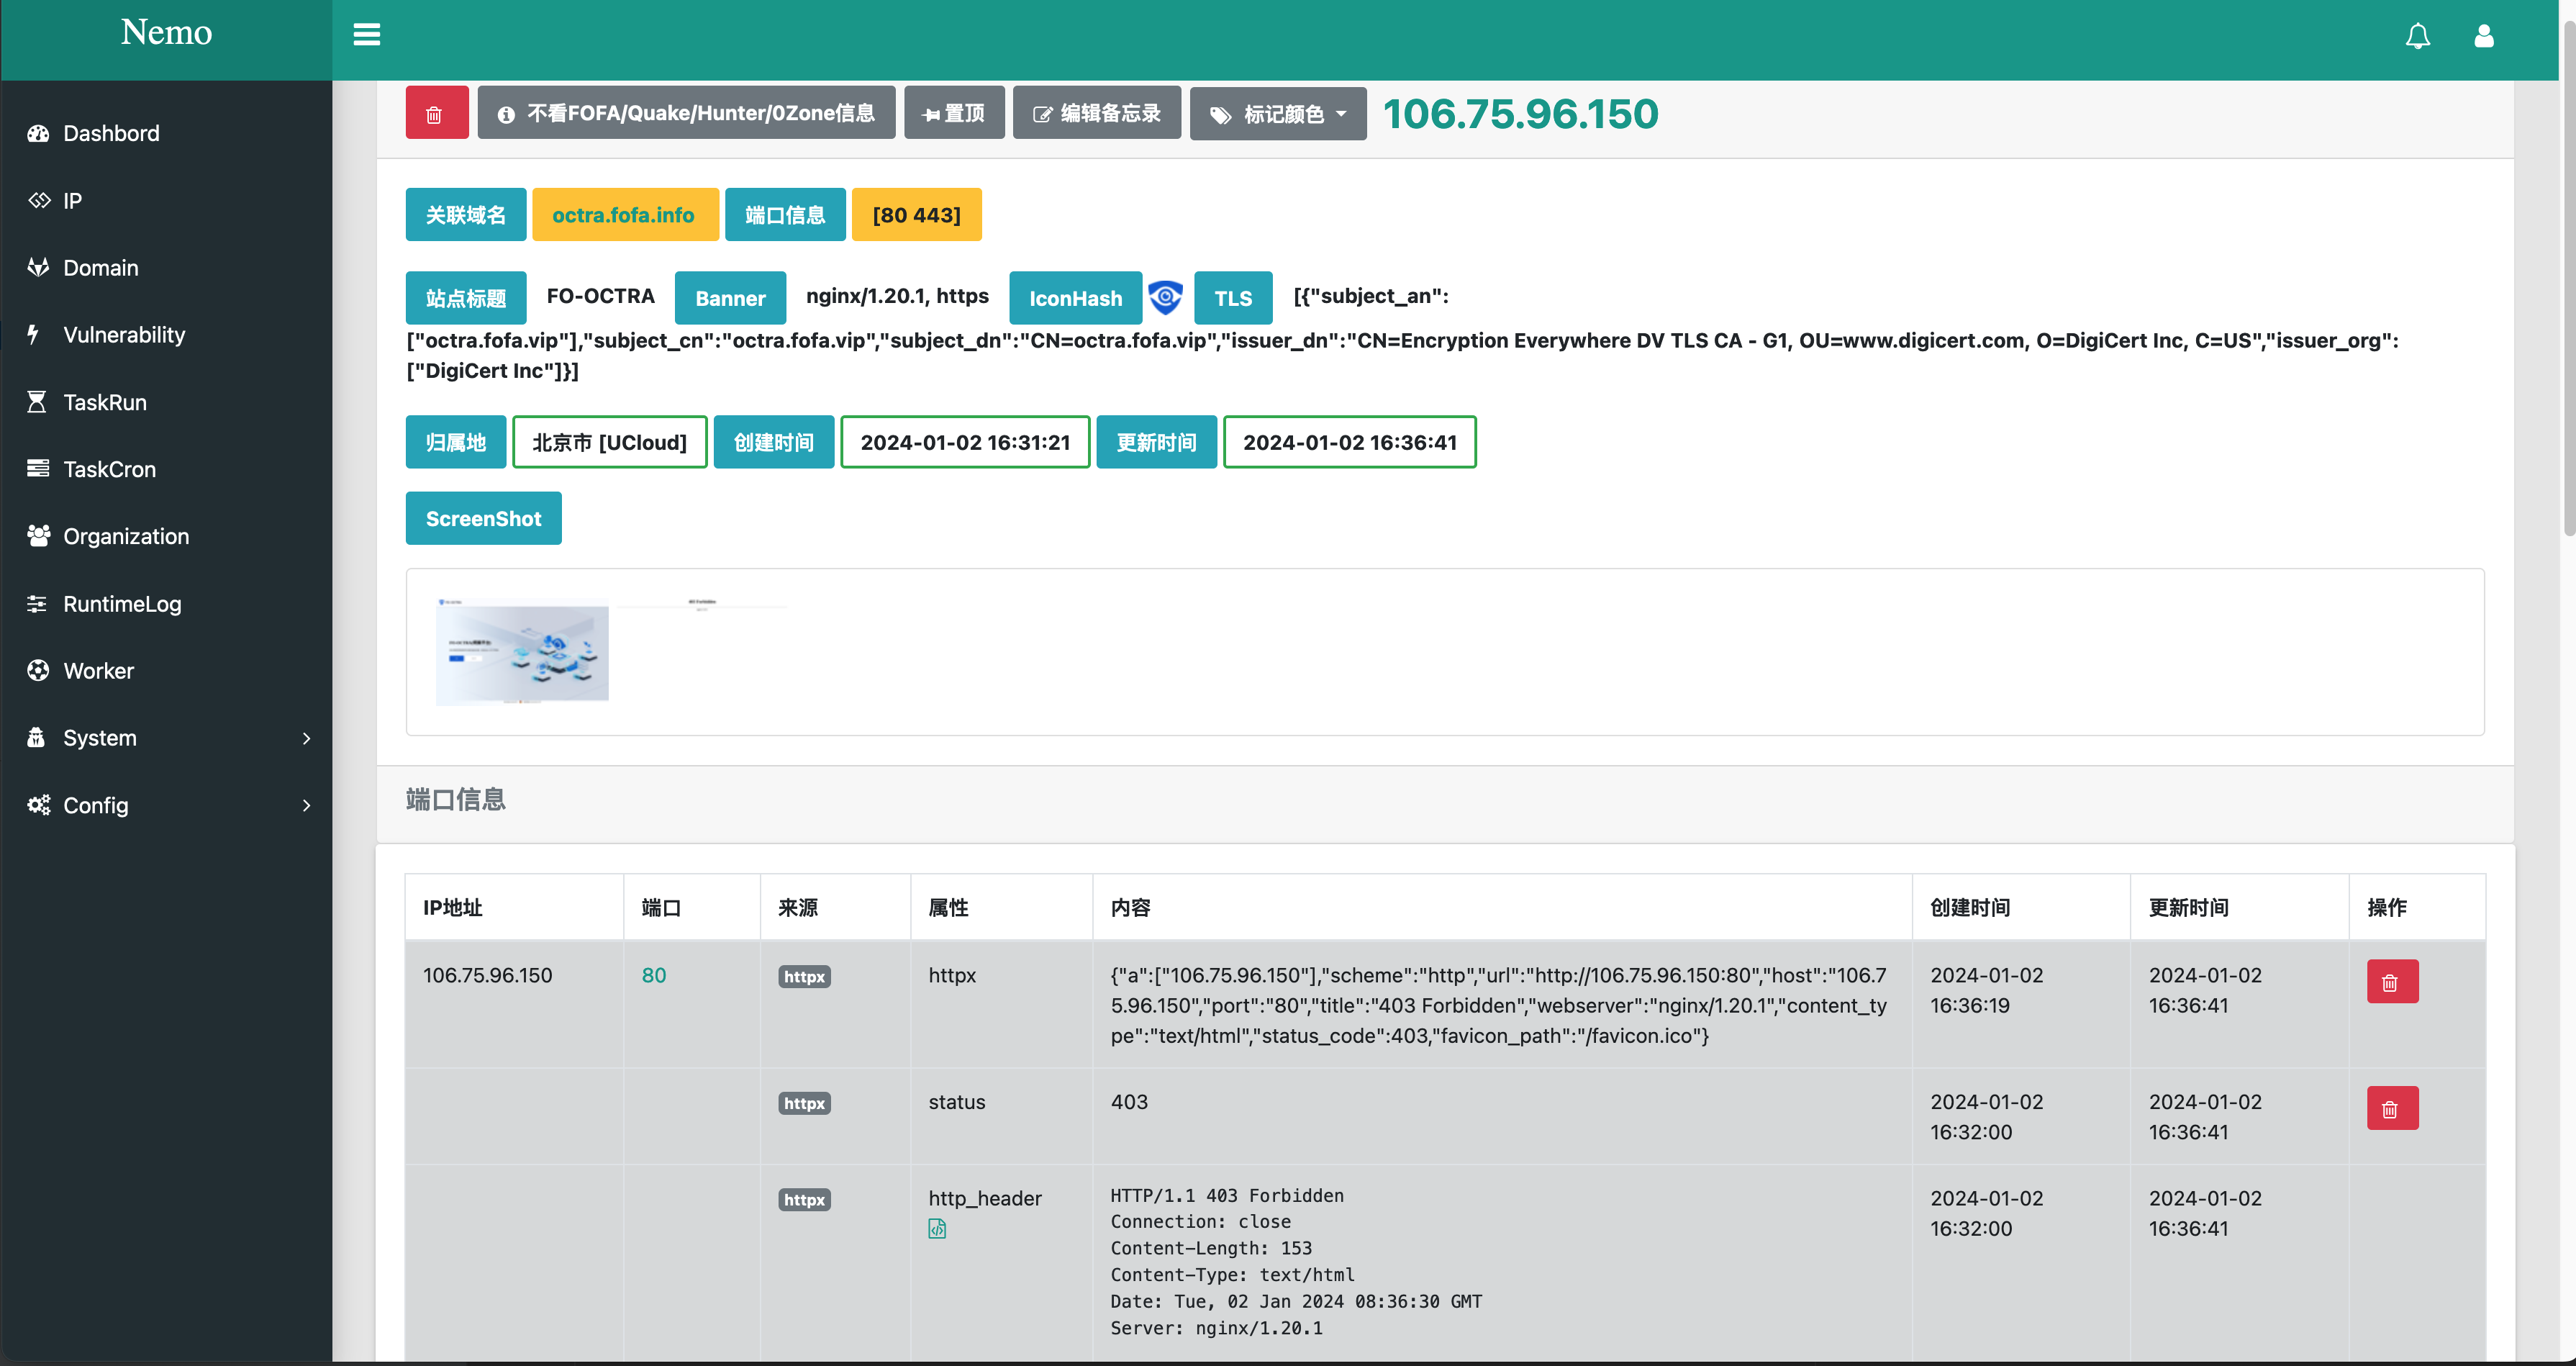 Nemo
Dashbord
IP
Domain
Vulnerability
TaskRun
TaskCron
Organization
RuntimeLog
Worker
System
Config
不看FOFA/Quake/Hunter/0Zone信息 置顶 编辑备忘录 标记颜色 106.75.96.150
关联域名 octra.fofa.info 端口信息 [80 443]
站点标题 FO-OCTRA Banner nginx/1.20.1, https IconHash TLS [{"subject_an":
["octra.fofa.vip"],"subject_cn":"octra.fofa.vip","subject_dn":"CN=octra.fofa.vip","issuer_dn":"CN=Encryption Everywhere DV TLS CA - G1, OU=www.digicert.com, O=DigiCert Inc, C=US","issuer_org":
["DigiCert Inc"]}]
归属地 北京市 [UCloud] 创建时间 2024-01-02 16:31:21 更新时间 2024-01-02 16:36:41
ScreenShot
403 Forbidden
端口信息
IP地址 端口 来源 属性 内容 创建时间 更新时间 操作
106.75.96.150 80 httpx httpx {"a":["106.75.96.150"],"scheme":"http","url":"http://106.75.96.150:80","host":"106.7 2024-01-02 2024-01-02
5.96.150","port":"80","title":"403 Forbidden","webserver":"nginx/1.20.1","content_ty 16:36:19 16:36:41
pe":"text/html","status_code":403,"favicon_path":"/favicon.ico"}
httpx status 403 2024-01-02 2024-01-02
16:32:00 16:36:41
httpx http_header HTTP/1.1 403 Forbidden 2024-01-02 2024-01-02
Connection: close 16:32:00 16:36:41
Content-Length: 153
Content-Type: text/html
Date: Tue, 02 Jan 2024 08:36:30 GMT
Server: nginx/1.20.1